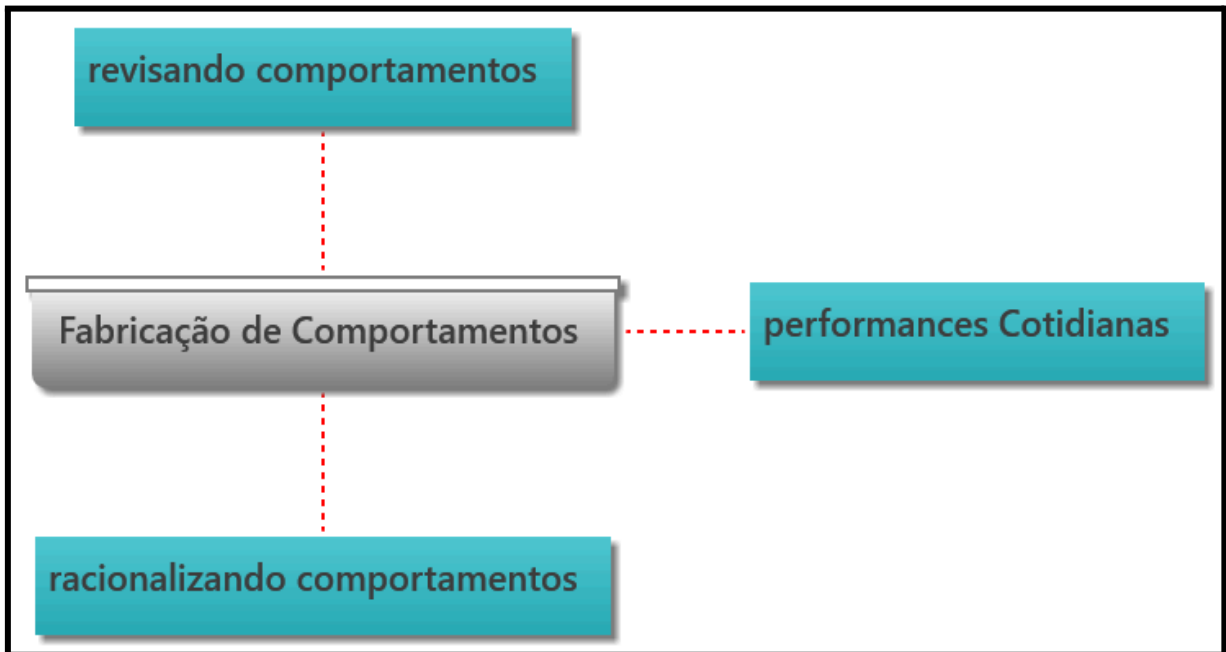 revisando comportamentos
Fabricação de Comportamentos
performances Cotidianas
racionalizando comportamentos